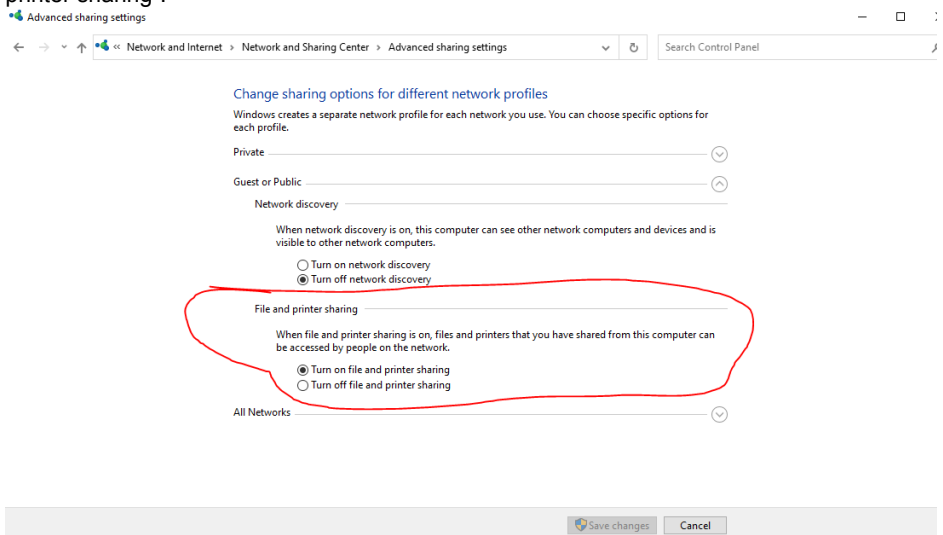 printer sharing .
Advanced sharing settings
« Network and Internet > Network and Sharing Center > Advanced sharing settings
Search Control Panel
Change sharing options for different network profiles
Windows creates a separate network profile for each network you use. You can choose specific options for
each profile.
Private
Guest or Public
Network discovery
When network discovery is on, this computer can see other network computers and devices and is
visible to other network computers.
Turn on network discovery
Turn off network discovery
File and printer sharing
When file and printer sharing is on, files and printers that you have shared from this computer can
be accessed by people on the network.
Turn on file and printer sharing
Turn off file and printer sharing
All Networks
Save changes
Cancel